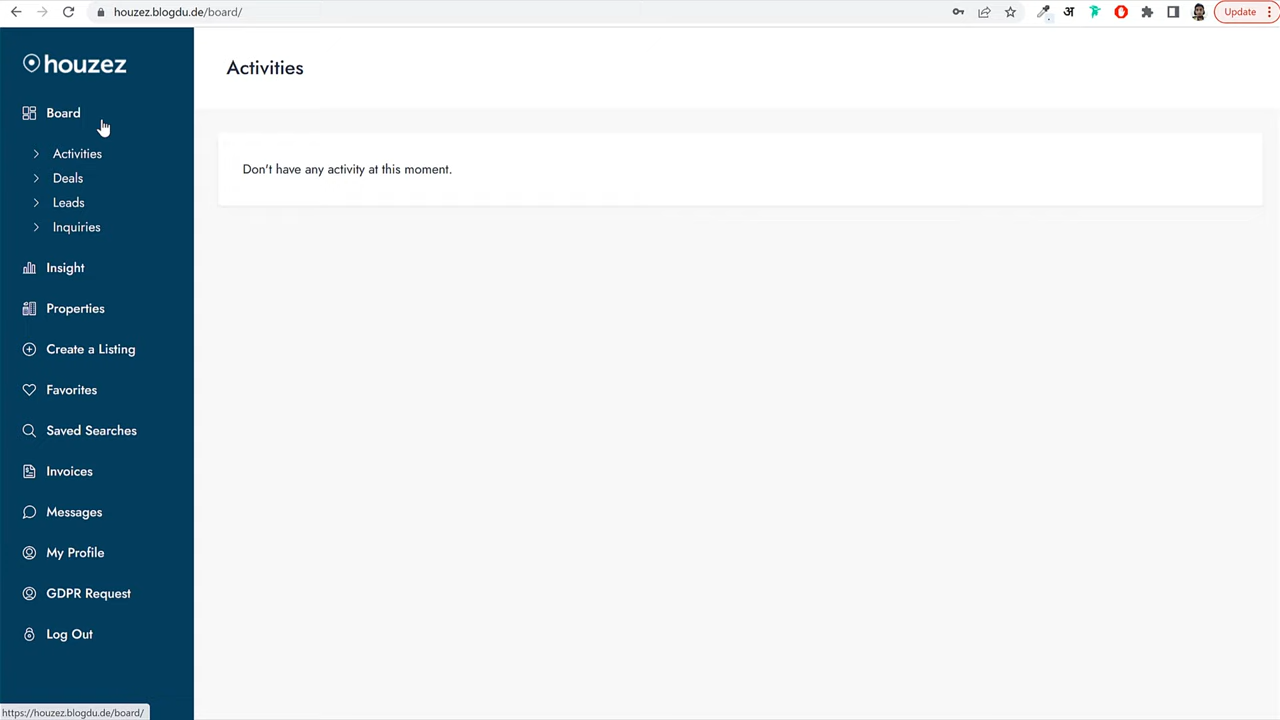 houzez.blogdu.de/board/
अ
Update
houzez
Activities
Board
Activities
Deals
Leads
Inquiries
Don't have any activity at this moment.
Insight
Properties
Create a Listing
Favorites
Saved Searches
Invoices
Messages
My Profile
GDPR Request
Log Out
https://houzez.blogdu.de/board/